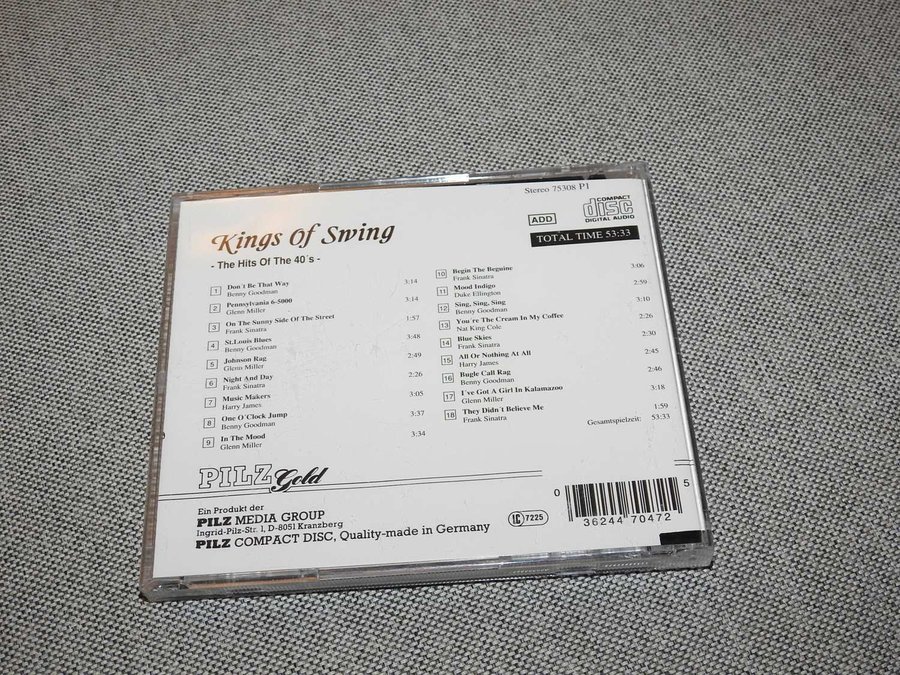 Stereo 75308 P1
COMPACT
disc
DIGITAL AUDIO
ADD
TOTAL TIME 53:33
Kings Of Swing
- The Hits Of The 40´s -
1 Don´t Be That Way 3:14
Benny Goodman
2 Pennsylvania 6-5000 3:14
Glenn Miller
3 On The Sunny Side Of The Street 1:57
Frank Sinatra
4 St.Louis Blues 3:48
Benny Goodman
5 Johnson Rag 2:49
Glenn Miller
6 Night And Day 2:26
Frank Sinatra
7 Music Makers 3:05
Harry James
8 One O´Clock Jump 3:37
Benny Goodman
9 In The Mood 3:34
Glenn Miller
10 Begin The Beguine 3:06
Frank Sinatra
11 Mood Indigo 2:59
Duke Ellington
12 Sing, Sing, Sing 3:10
Benny Goodman
13 You´re The Cream In My Coffee 2:26
Nat King Cole
14 Blue Skies 2:30
Frank Sinatra
15 All Or Nothing At All 2:45
Harry James
16 Bugle Call Rag 2:46
Benny Goodman
17 I´ve Got A Girl In Kalamazoo 3:18
Glenn Miller
18 They Didn´t Believe Me 1:59
Frank Sinatra
Gesamtspielzeit: 53:33
PILZ Gold
Ein Produkt der
PILZ MEDIA GROUP
Ingrid-Pilz-Str. 1, D-8051 Kranzberg
PILZ COMPACT DISC, Quality-made in Germany
LC 7225
0 36244 70472 5